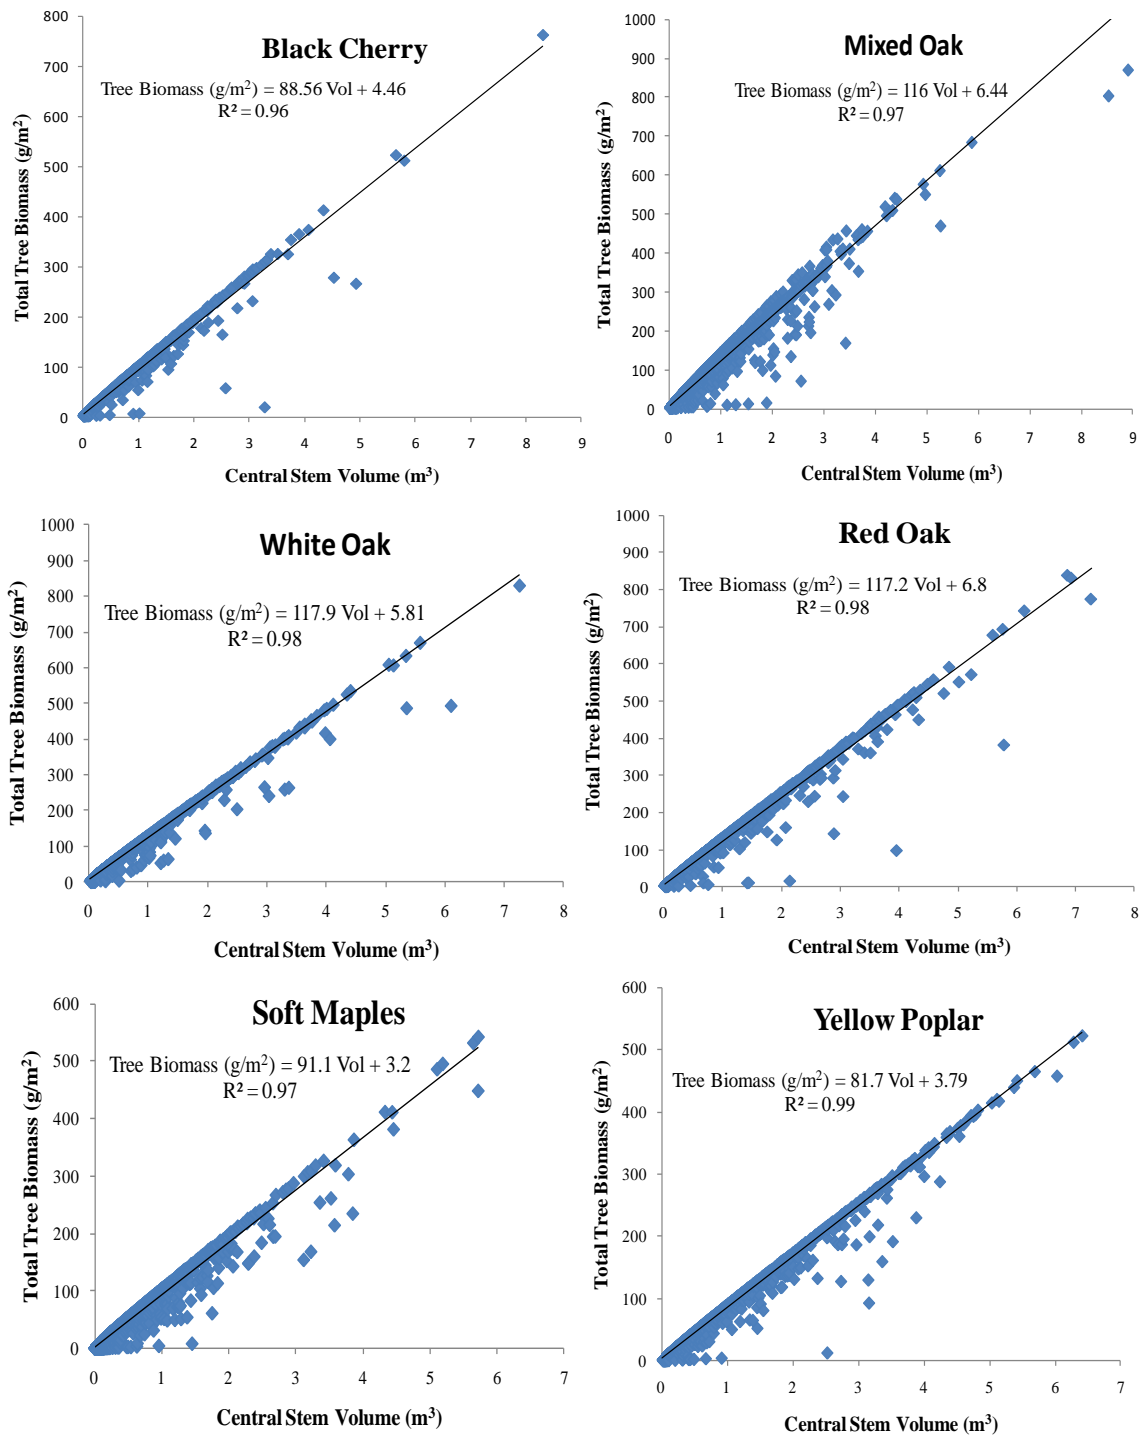 Black Cherry
Tree Biomass (g/m²) = 88.56 Vol + 4.46
R² = 0.96
Total Tree Biomass (g/m²)
800
700
600
500
400
300
200
100
0
0 1 2 3 4 5 6 7 8 9
Central Stem Volume (m³)
Mixed Oak
Tree Biomass (g/m²) = 116 Vol + 6.44
R² = 0.97
Total Tree Biomass (g/m²)
1000
900
800
700
600
500
400
300
200
100
0
0 1 2 3 4 5 6 7 8 9
Central Stem Volume (m³)
White Oak
Tree Biomass (g/m²) = 117.9 Vol + 5.81
R² = 0.98
Total Tree Biomass (g/m²)
1000
900
800
700
600
500
400
300
200
100
0
0 1 2 3 4 5 6 7 8
Central Stem Volume (m³)
Red Oak
Tree Biomass (g/m²) = 117.2 Vol + 6.8
R² = 0.98
Total Tree Biomass (g/m²)
1000
900
800
700
600
500
400
300
200
100
0
0 1 2 3 4 5 6 7 8
Central Stem Volume (m³)
Soft Maples
Tree Biomass (g/m²) = 91.1 Vol + 3.2
R² = 0.97
Total Tree Biomass (g/m²)
600
500
400
300
200
100
0
0 1 2 3 4 5 6 7
Central Stem Volume (m³)
Yellow Poplar
Tree Biomass (g/m²) = 81.7 Vol + 3.79
R² = 0.99
Total Tree Biomass (g/m²)
600
500
400
300
200
100
0
0 1 2 3 4 5 6 7
Central Stem Volume (m³)